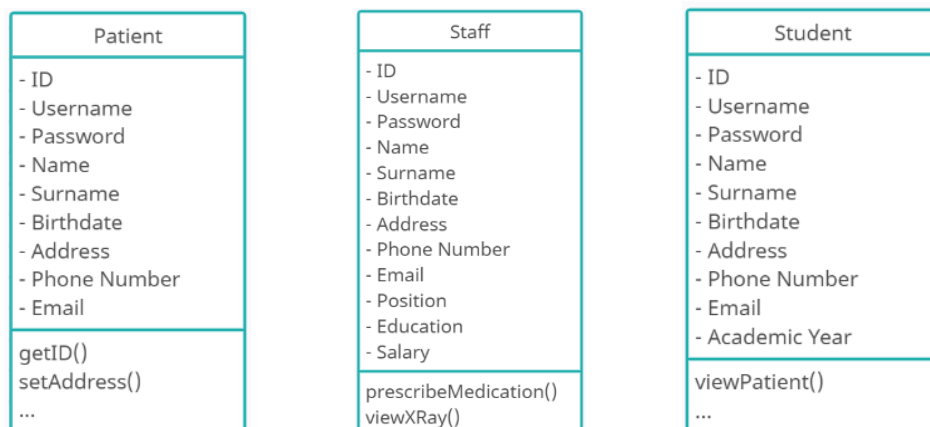 Patient
- ID
- Username
- Password
- Name
- Surname
- Birthdate
- Address
- Phone Number
- Email
getID()
setAddress()
...
Staff
- ID
- Username
- Password
- Name
- Surname
- Birthdate
- Address
- Phone Number
- Email
- Position
- Education
- Salary
prescribeMedication()
viewXRay()
Student
- ID
- Username
- Password
- Name
- Surname
- Birthdate
- Address
- Phone Number
- Email
- Academic Year
viewPatient()
...